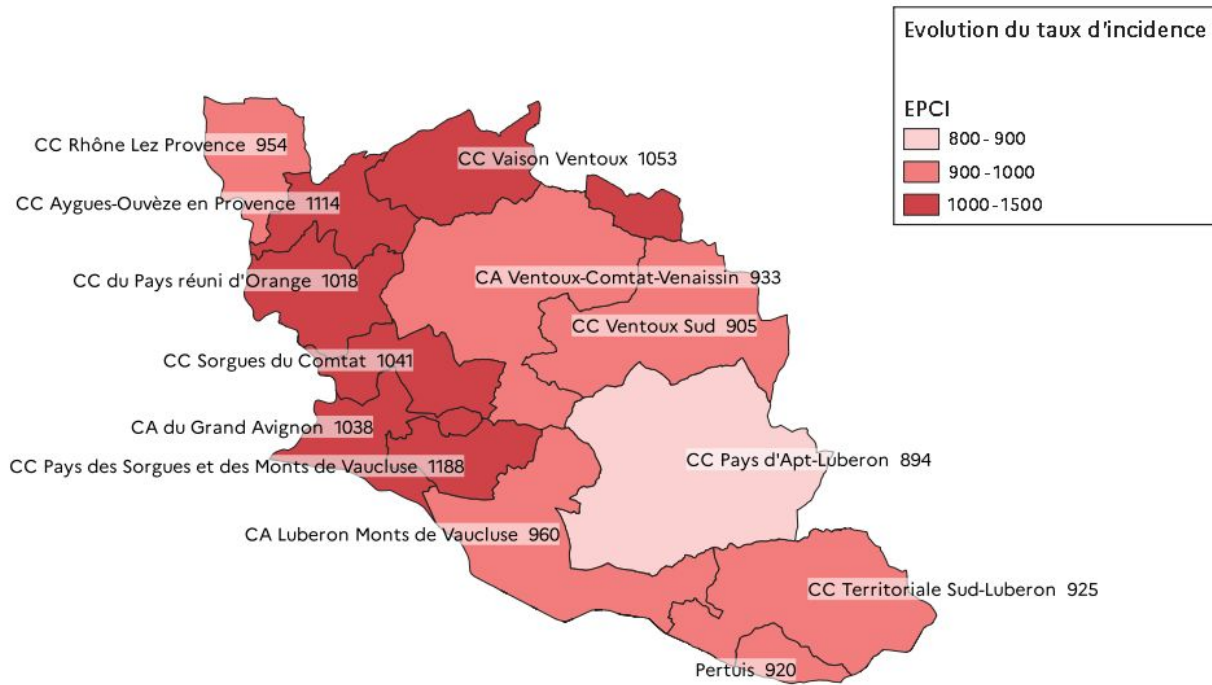 Evolution du taux d'incidence
EPCI
800 - 900
900 - 1000
1000 - 1500
CC Rhône Lez Provence 954
CC Vaison Ventoux 1053
CC Aygues-Ouvèze en Provence 1114
CC du Pays réuni d'Orange 1018
CA Ventoux-Comtat-Venaissin 933
CC Ventoux Sud 905
CC Sorgues du Comtat 1041
CA du Grand Avignon 1038
CC Pays des Sorgues et des Monts de Vaucluse 1188
CC Pays d'Apt-Luberon 894
CA Luberon Monts de Vaucluse 960
CC Territoriale Sud-Luberon 925
Pertuis 920